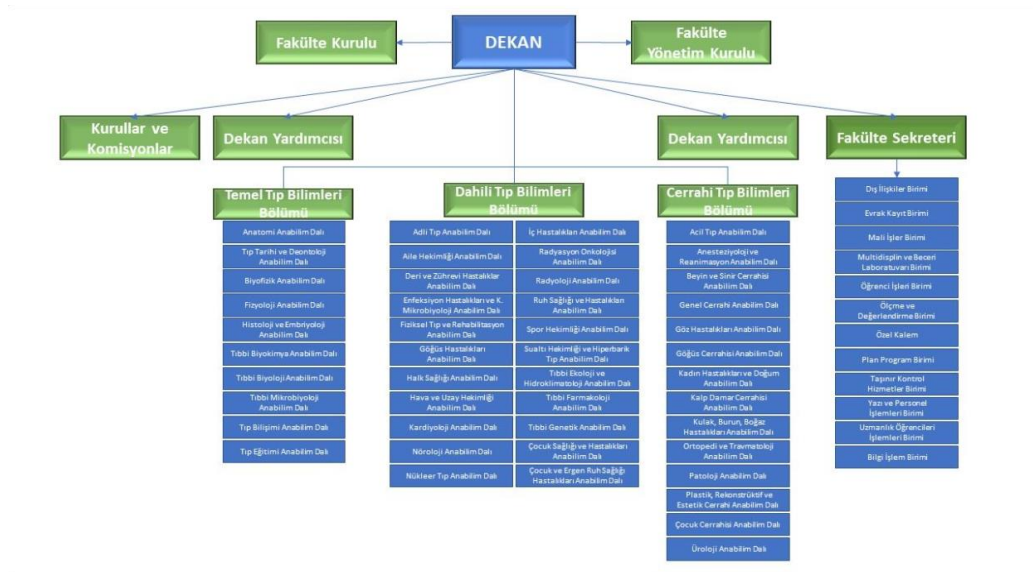 Fakülte Kurulu
DEKAN
Fakülte
Yönetim Kurulu
Kurullar ve
Komisyonlar
Dekan Yardımcısı
Dekan Yardımcısı
Fakülte Sekreteri
Temel Tıp Bilimleri
Bölümü
Anatomi Anabilim Dalı
Tıp Tarihi ve Deontoloji
Anabilim Dalı
Biyofizik Anabilim Dalı
Fizyoloji Anabilim Dalı
Histoloji ve Embriyoloji
Anabilim Dalı
Tıbbi Biyokimya Anabilim Dalı
Tıbbi Biyoloji Anabilim Dalı
Tıbbi Mikrobiyoloji
Anabilim Dalı
Tıp Bilişimi Anabilim Dalı
Tıp Eğitimi Anabilim Dalı
Dahili Tıp Bilimleri
Bölümü
Adli Tıp Anabilim Dalı
Aile Hekimliği Anabilim Dalı
Deri ve Zührevi Hastalıklar
Anabilim Dalı
Enfeksiyon Hastalıkları ve K.
Mikrobiyoloji Anabilim Dalı
Fiziksel Tıp ve Rehabilitasyon
Anabilim Dalı
Göğüs Hastalıkları
Anabilim Dalı
Halk Sağlığı Anabilim Dalı
Hava ve Uzay Hekimliği
Anabilim Dalı
Kardiyoloji Anabilim Dalı
Nöroloji Anabilim Dalı
Nükleer Tıp Anabilim Dalı
İç Hastalıkları Anabilim Dalı
Radyasyon Onkolojisi
Anabilim Dalı
Radyoloji Anabilim Dalı
Ruh Sağlığı ve Hastalıkları
Anabilim Dalı
Spor Hekimliği Anabilim Dalı
Sualtı Hekimliği ve Hiperbarik
Tıp Anabilim Dalı
Tıbbi Ekoloji ve
Hidroklimatoloji Anabilim Dalı
Tıbbi Farmakoloji
Anabilim Dalı
Tıbbi Genetik Anabilim Dalı
Çocuk Sağlığı ve Hastalıkları
Anabilim Dalı
Çocuk ve Ergen Ruh Sağlığı
Hastalıkları Anabilim Dalı
Cerrahi Tıp Bilimleri
Bölümü
Acil Tıp Anabilim Dalı
Anesteziyoloji ve
Reanimasyon Anabilim Dalı
Beyin ve Sinir Cerrahisi
Anabilim Dalı
Genel Cerrahi Anabilim Dalı
Göz Hastalıkları Anabilim Dalı
Göğüs Cerrahisi Anabilim Dalı
Kadın Hastalıkları ve Doğum
Anabilim Dalı
Kalp Damar Cerrahisi
Anabilim Dalı
Kulak, Burun, Boğaz
Hastalıkları Anabilim Dalı
Ortopedi ve Travmatoloji
Anabilim Dalı
Patoloji Anabilim Dalı
Plastik, Rekonstrüktif ve
Estetik Cerrahi Anabilim Dalı
Çocuk Cerrahisi Anabilim Dalı
Üroloji Anabilim Dalı
Dış İlişkiler Birimi
Evrak Kayıt Birimi
Mali İşler Birimi
Multidisplin ve Beceri
Laboratuvarı Birimi
Öğrenci İşleri Birimi
Ölçme ve
Değerlendirme Birimi
Özel Kalem
Plan Program Birimi
Taşınır Kontrol
Hizmetler Birimi
Yazı ve Personel
İşlemleri Birimi
Uzmanlık Öğrencileri
İşlemleri Birimi
Bilgi İşlem Birimi